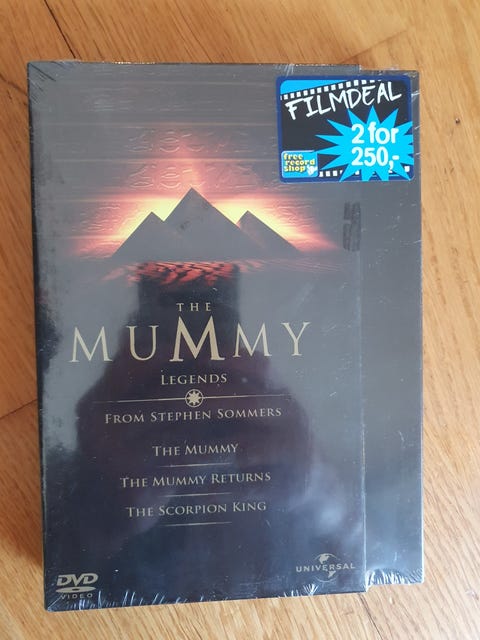 FILMDEAL
2 for
250,-
free
record
shop
THE
MUMMY
LEGENDS
FROM STEPHEN SOMMERS
THE MUMMY
THE MUMMY RETURNS
THE SCORPION KING
DVD
VIDEO
UNIVERSAL